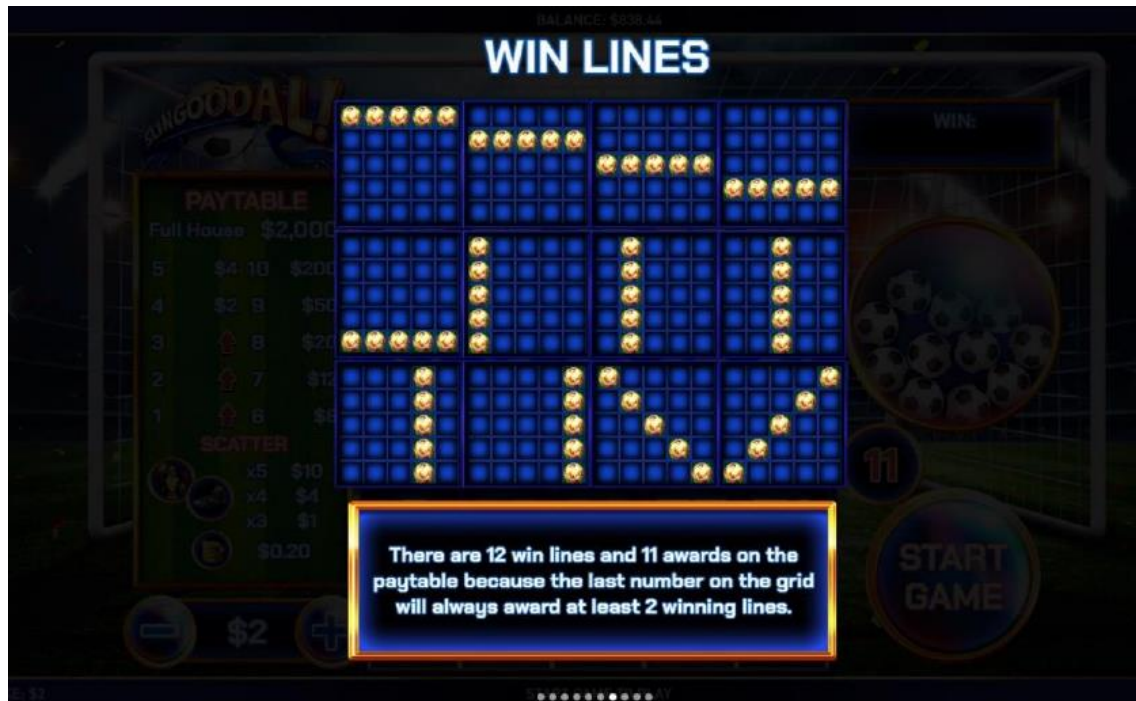 BALANCE: $838.44
WIN LINES
SLINGOOOAL!
WIN:
PAYTABLE
Full House $2,000
5 $4 10 $200
4 $2 9 $50
3 8 $20
2 7 $12
1 6
SCATTER
x5 $10
x4 $4
x3 $1
$0.20
11
START
GAME
There are 12 win lines and 11 awards on the
paytable because the last number on the grid
will always award at least 2 winning lines.
$2